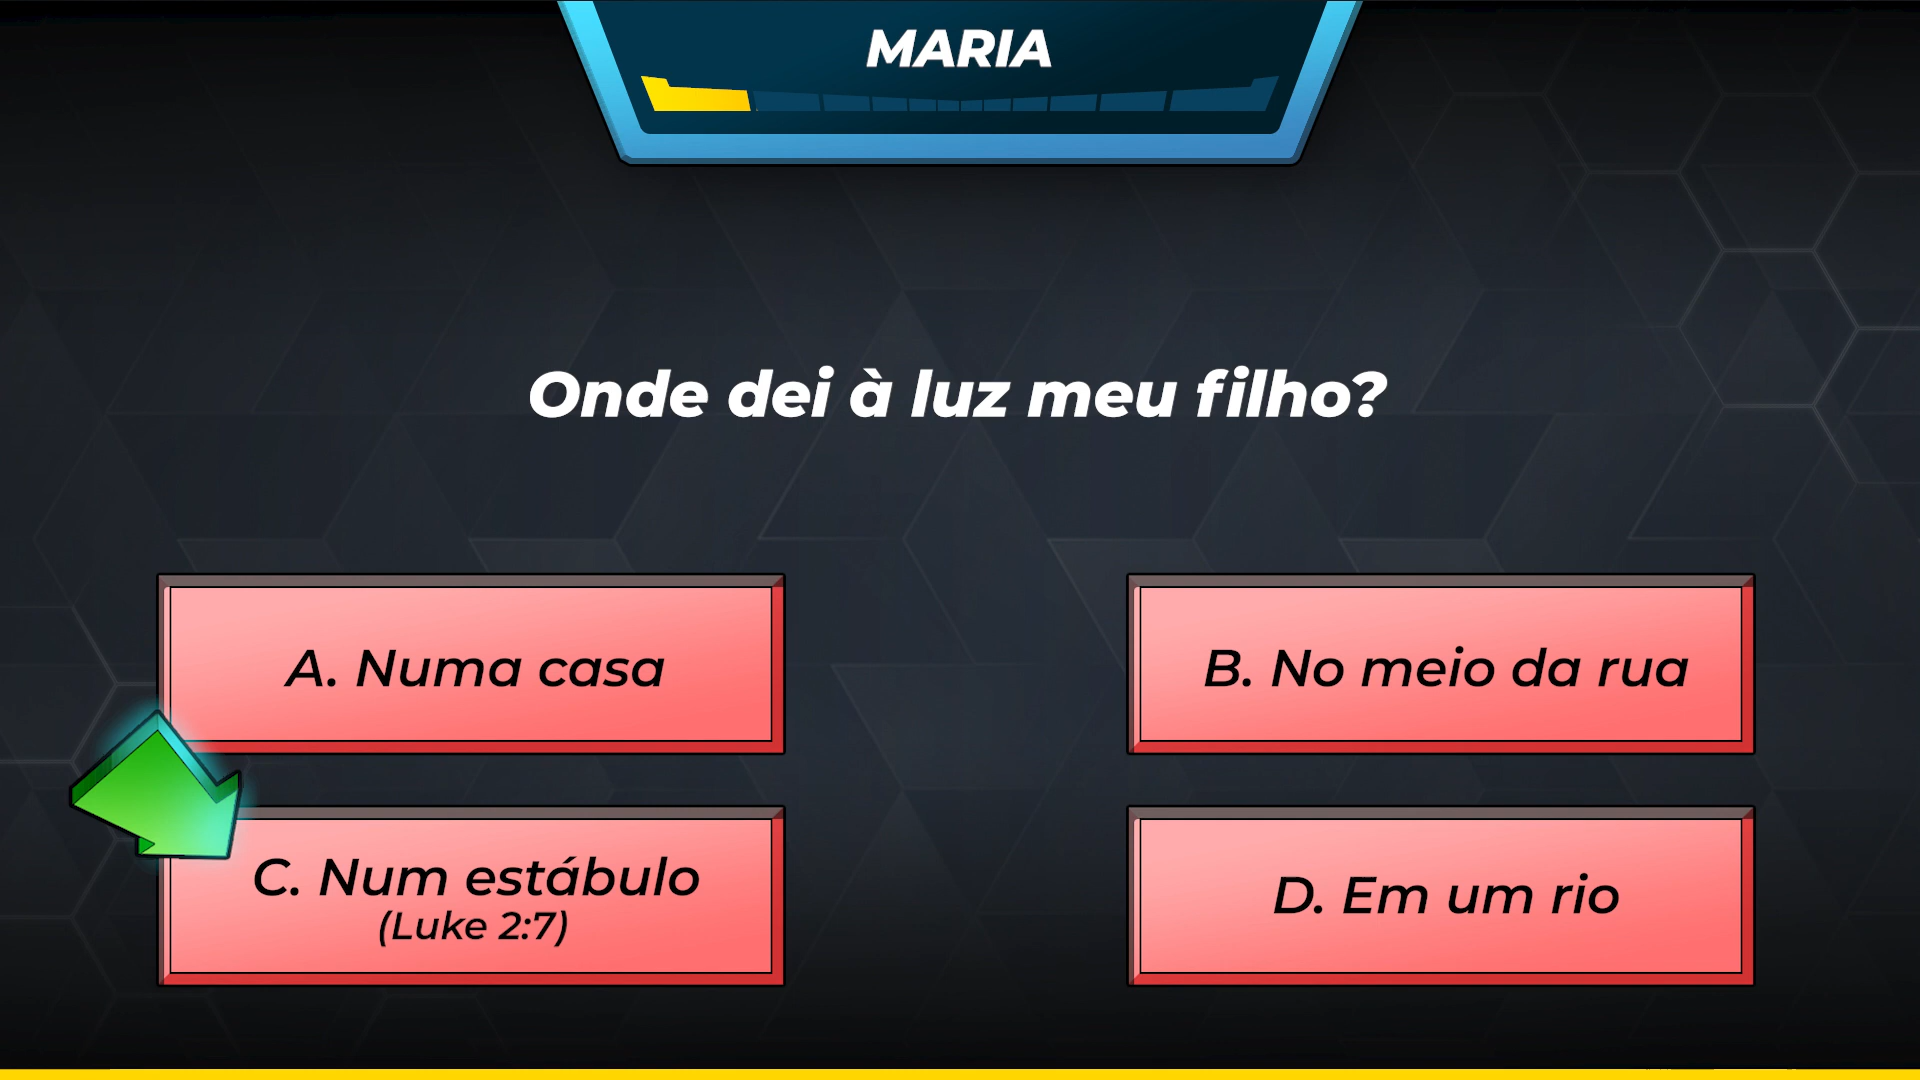 MARIA
Onde dei à luz meu filho?
A. Numa casa
B. No meio da rua
C. Num estábulo
(Luke 2:7)
D. Em um rio